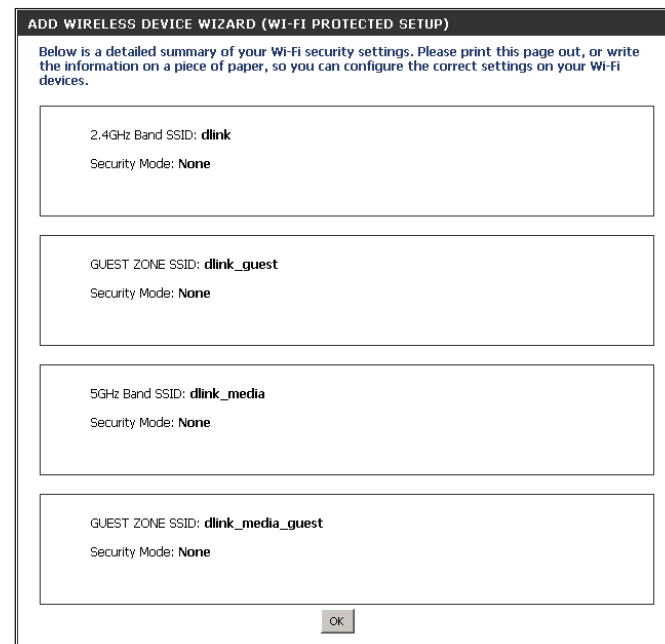 ADD WIRELESS DEVICE WIZARD (WI-FI PROTECTED SETUP)
Below is a detailed summary of your Wi-Fi security settings. Please print this page out, or write
the information on a piece of paper, so you can configure the correct settings on your Wi-Fi
devices.
2.4GHz Band SSID: dlink
Security Mode: None
GUEST ZONE SSID: dlink_guest
Security Mode: None
5GHz Band SSID: dlink_media
Security Mode: None
GUEST ZONE SSID: dlink_media_guest
Security Mode: None
OK